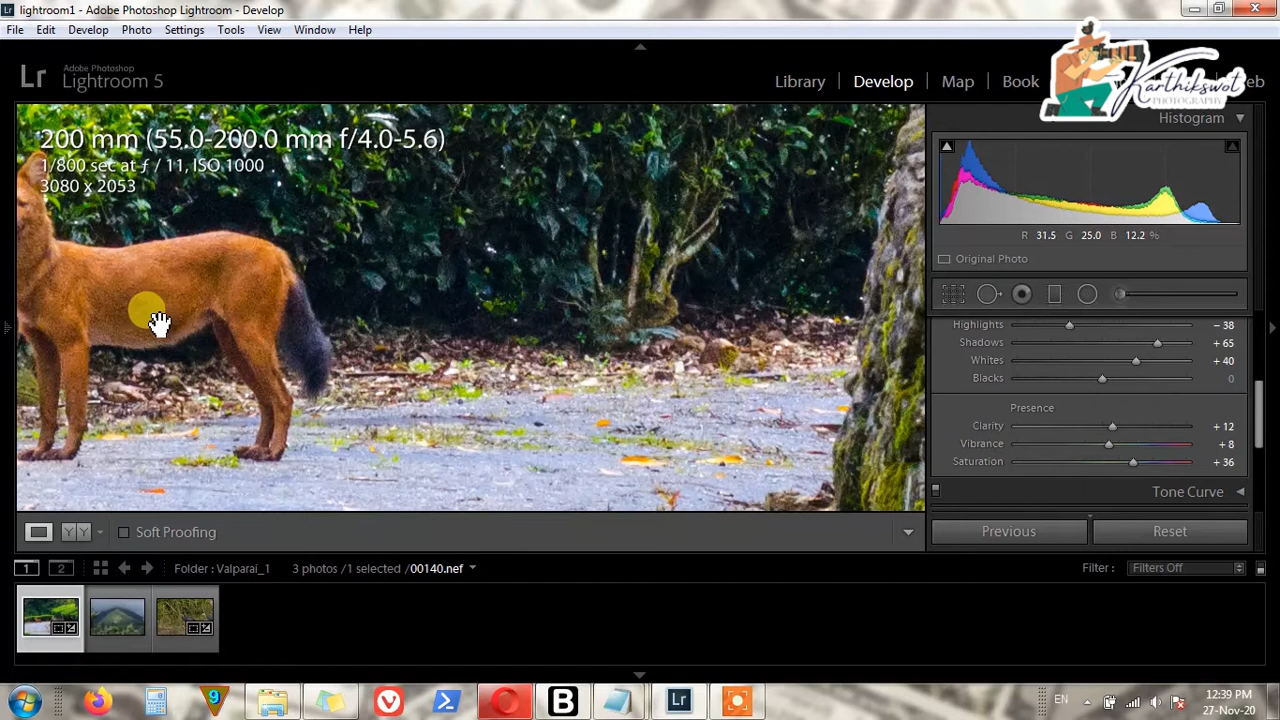 lightroom1 - Adobe Photoshop Lightroom - Develop
File Edit Develop Photo Settings Tools View Window Help
Lr Adobe Photoshop
Lightroom 5
Library Develop Map Book
Karthikswot
PHOTOGRAPHY
Histogram
200 mm (55.0-200.0 mm f/4.0-5.6)
1/800 sec at ƒ / 11, ISO 1000
3080 x 2053
R 31.5 G 25.0 B 12.2 %
Original Photo
Highlights − 38
Shadows + 65
Whites + 40
Blacks 0
Presence
Clarity + 12
Vibrance + 8
Saturation + 36
Tone Curve
Y Y Soft Proofing
Previous Reset
1 2 Folder : Valparai_1 3 photos /1 selected /00140.nef Filter : Filters Off
9 B Lr
EN 12:39 PM
27-Nov-20